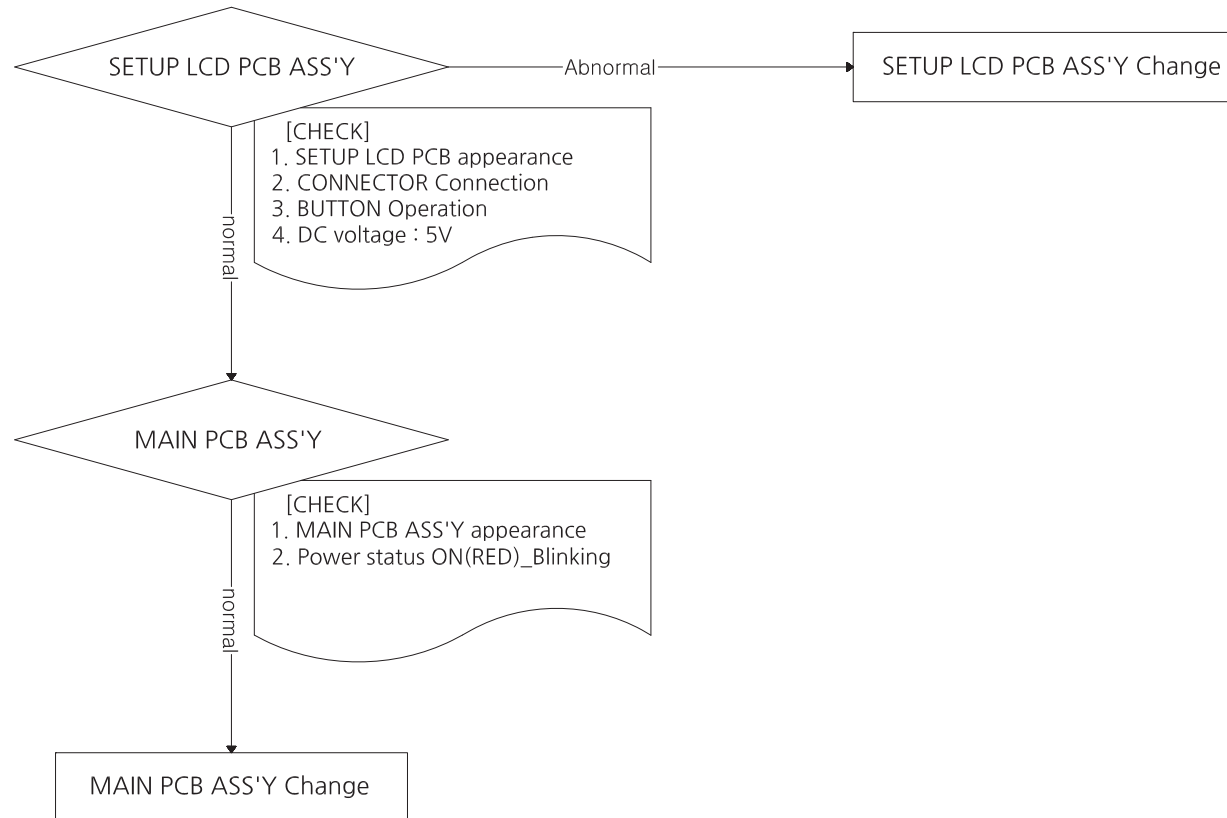 SETUP LCD PCB ASS'Y
Abnormal
SETUP LCD PCB ASS'Y Change
[CHECK]
1. SETUP LCD PCB appearance
2. CONNECTOR Connection
3. BUTTON Operation
4. DC voltage : 5V
normal
MAIN PCB ASS'Y
[CHECK]
1. MAIN PCB ASS'Y appearance
2. Power status ON(RED)_Blinking
normal
MAIN PCB ASS'Y Change